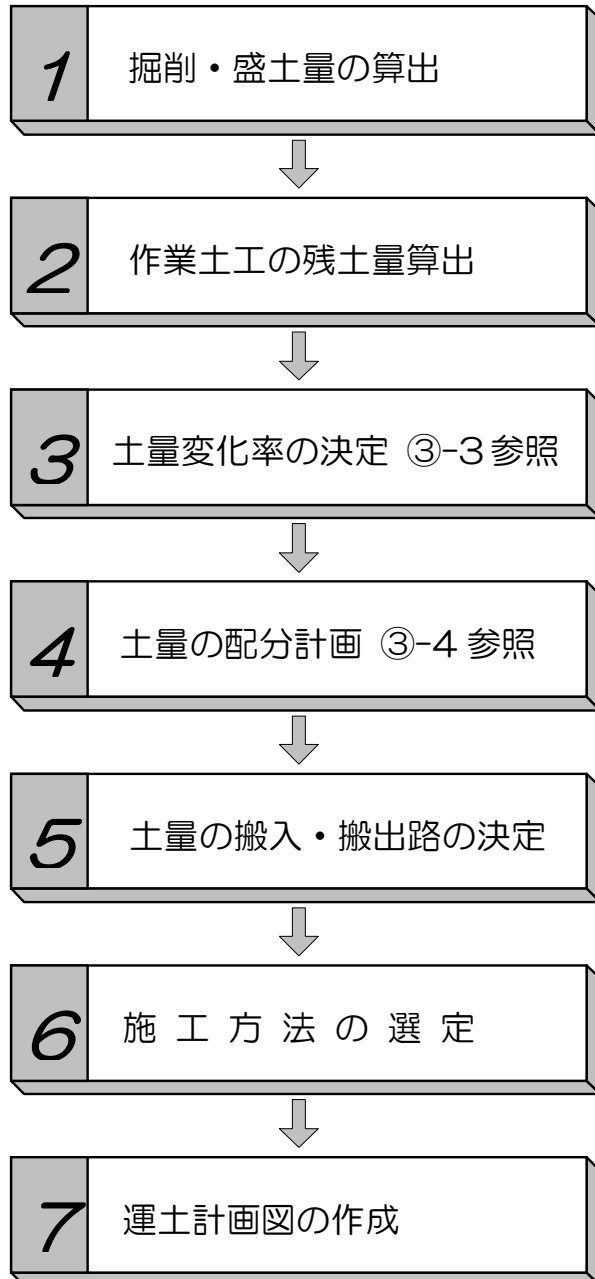 1 掘削・盛土量の算出
2 作業土工の残土量算出
3 土量変化率の決定 ③-3参照
4 土量の配分計画 ③-4参照
5 土量の搬入・搬出路の決定
6 施工方法の選定
7 運土計画図の作成